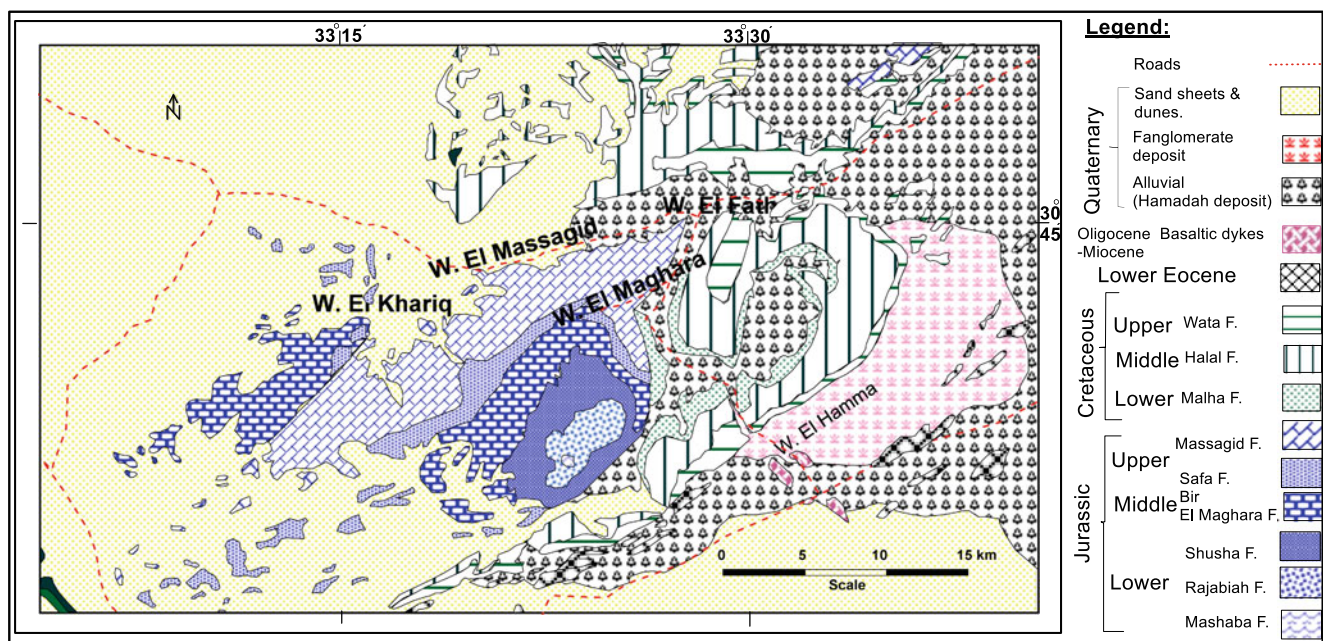 33°15´
33°30´
N
30°
45
W. El Fath
W. El Massagid
W. El Maghara
W. El Khariq
W. El Hamma
0 5 10 15 km
Scale
Legend:
Roads
Quaternary
Sand sheets &
dunes.
Fanglomerate
deposit
Alluvial
(Hamadah deposit)
Oligocene Basaltic dykes
-Miocene
Lower Eocene
Cretaceous
Upper Wata F.
Middle Halal F.
Lower Malha F.
Jurassic
Massagid F.
Upper
Safa F.
Middle Bir
El Maghara F.
Shusha F.
Lower Rajabiah F.
Mashaba F.